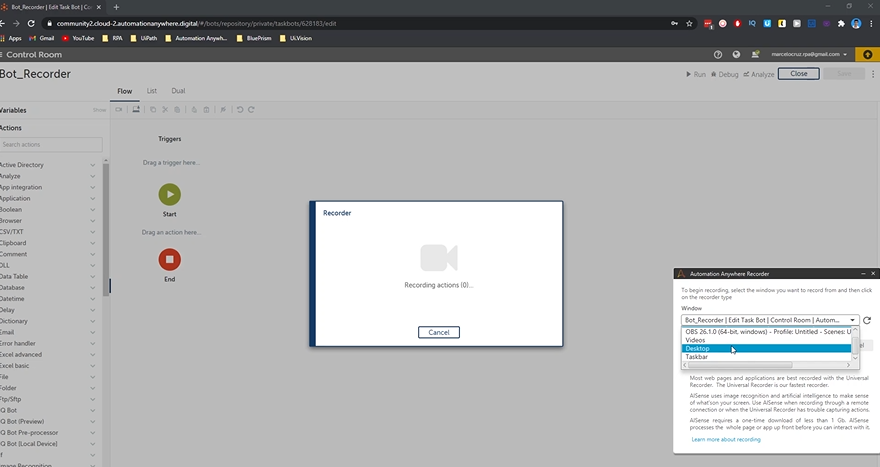 Bot_Recorder | Edit Task Bot | Con
community2.cloud-2.automationanywhere.digital/#/bots/repository/private/taskbots/628183/edit
Apps
Gmail
YouTube
RPA
UiPath
Automation Anywh...
BluePrism
Ui.Vision
Control Room
marcelocruz.rpa@gmail.com
Bot_Recorder
Run
Debug
Analyze
Close
Save
Flow
List
Dual
Variables
Show
Actions
Search actions
Active Directory
Analyze
App integration
Application
Boolean
Browser
CSV/TXT
Clipboard
Comment
DLL
Data Table
Database
Datetime
Delay
Dictionary
Email
Error handler
Excel advanced
Excel basic
File
Folder
Ftp/Sftp
IQ Bot
IQ Bot (Preview)
IQ Bot Pre-processor
IQ Bot (Local Device)
If
Image Recognition
Triggers
Drag a trigger here...
Start
Drag an action here...
End
Recorder
Recording actions (0)...
Cancel
Automation Anywhere Recorder
To begin recording, select the window you want to record from and then click
on the recorder type
Window
Bot_Recorder | Edit Task Bot | Control Room | Autom...
OBS 26.1.0 (64-bit, windows) - Profile: Untitled - Scenes: U
Videos
Desktop
Taskbar
Most web pages and applications are best recorded with the Universal
Recorder. The Universal Recorder is our fastest recorder.
AISense uses image recognition and artificial intelligence to make sense
of what'son your screen. Use AISense when recording through a remote
connection or when the Universal Recorder has trouble capturing actions.
AISense requires a one-time download of less than 1 Gb. AISense
processes the whole page or app up front before you can interact with it.
Learn more about recording